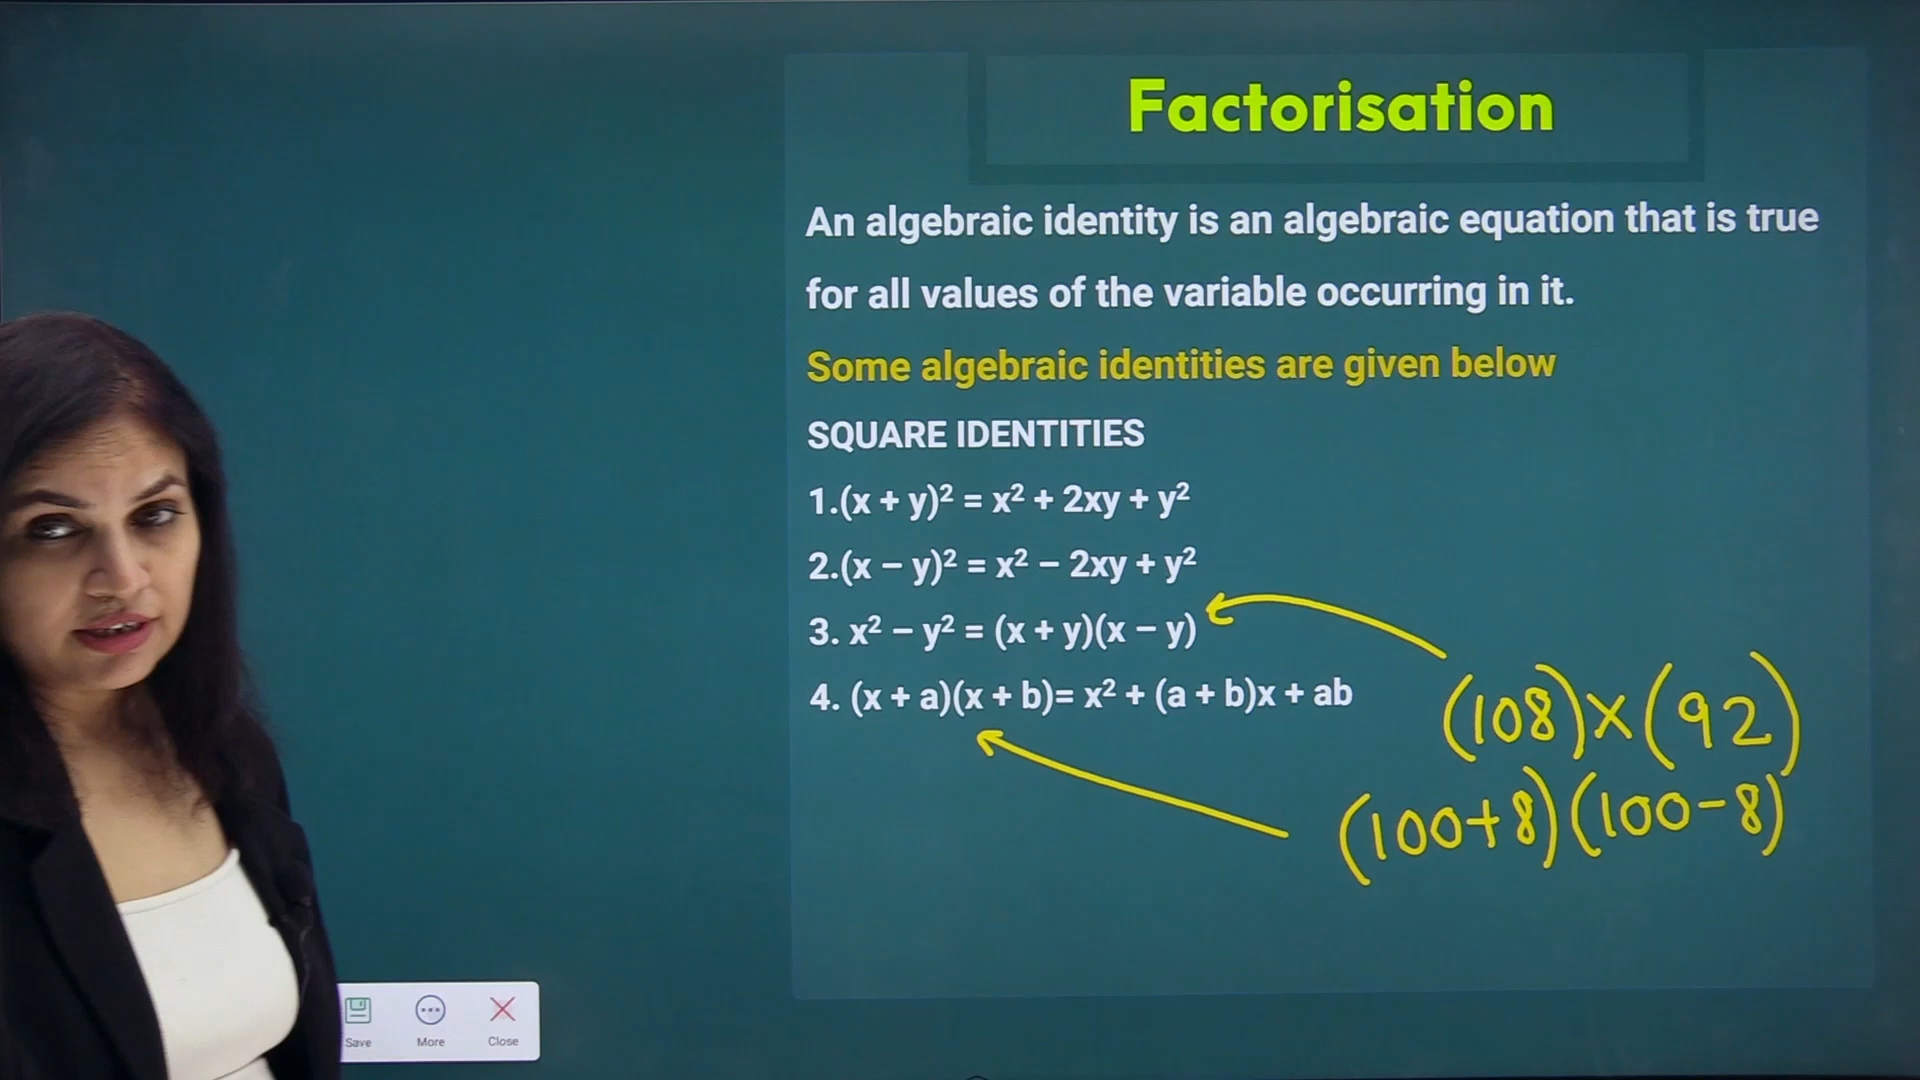 Factorisation
An algebraic identity is an algebraic equation that is true
for all values of the variable occurring in it.
Some algebraic identities are given below
SQUARE IDENTITIES
1.(x + y)² = x² + 2xy + y²
2.(x − y)² = x² − 2xy + y²
3. x² − y² = (x + y)(x − y)
4. (x + a)(x + b)= x² + (a + b)x + ab
(108)×(92)
(100+8)(100-8)
Save More Close